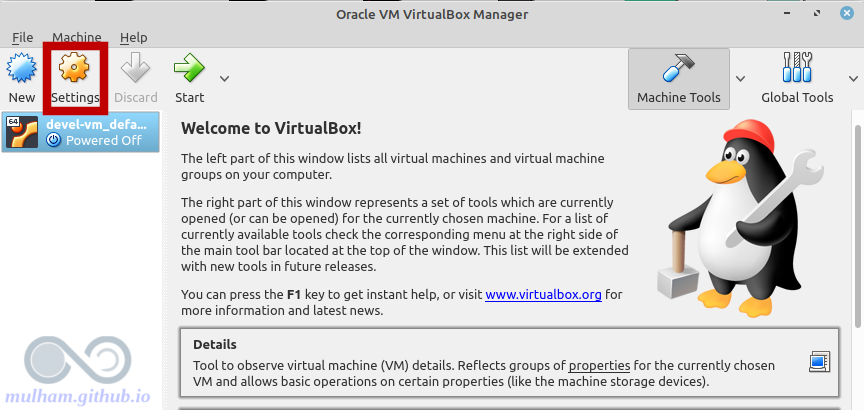 Oracle VM VirtualBox Manager
File Machine Help
New Settings Discard Start Machine Tools Global Tools
64
devel-vm_defa...
Powered Off
Welcome to VirtualBox!
The left part of this window lists all virtual machines and virtual machine
groups on your computer.
The right part of this window represents a set of tools which are currently
opened (or can be opened) for the currently chosen machine. For a list of
currently available tools check the corresponding menu at the right side of
the main tool bar located at the top of the window. This list will be extended
with new tools in future releases.
You can press the F1 key to get instant help, or visit www.virtualbox.org for
more information and latest news.
Details
Tool to observe virtual machine (VM) details. Reflects groups of properties for the currently chosen
VM and allows basic operations on certain properties (like the machine storage devices).
mulham.github.io